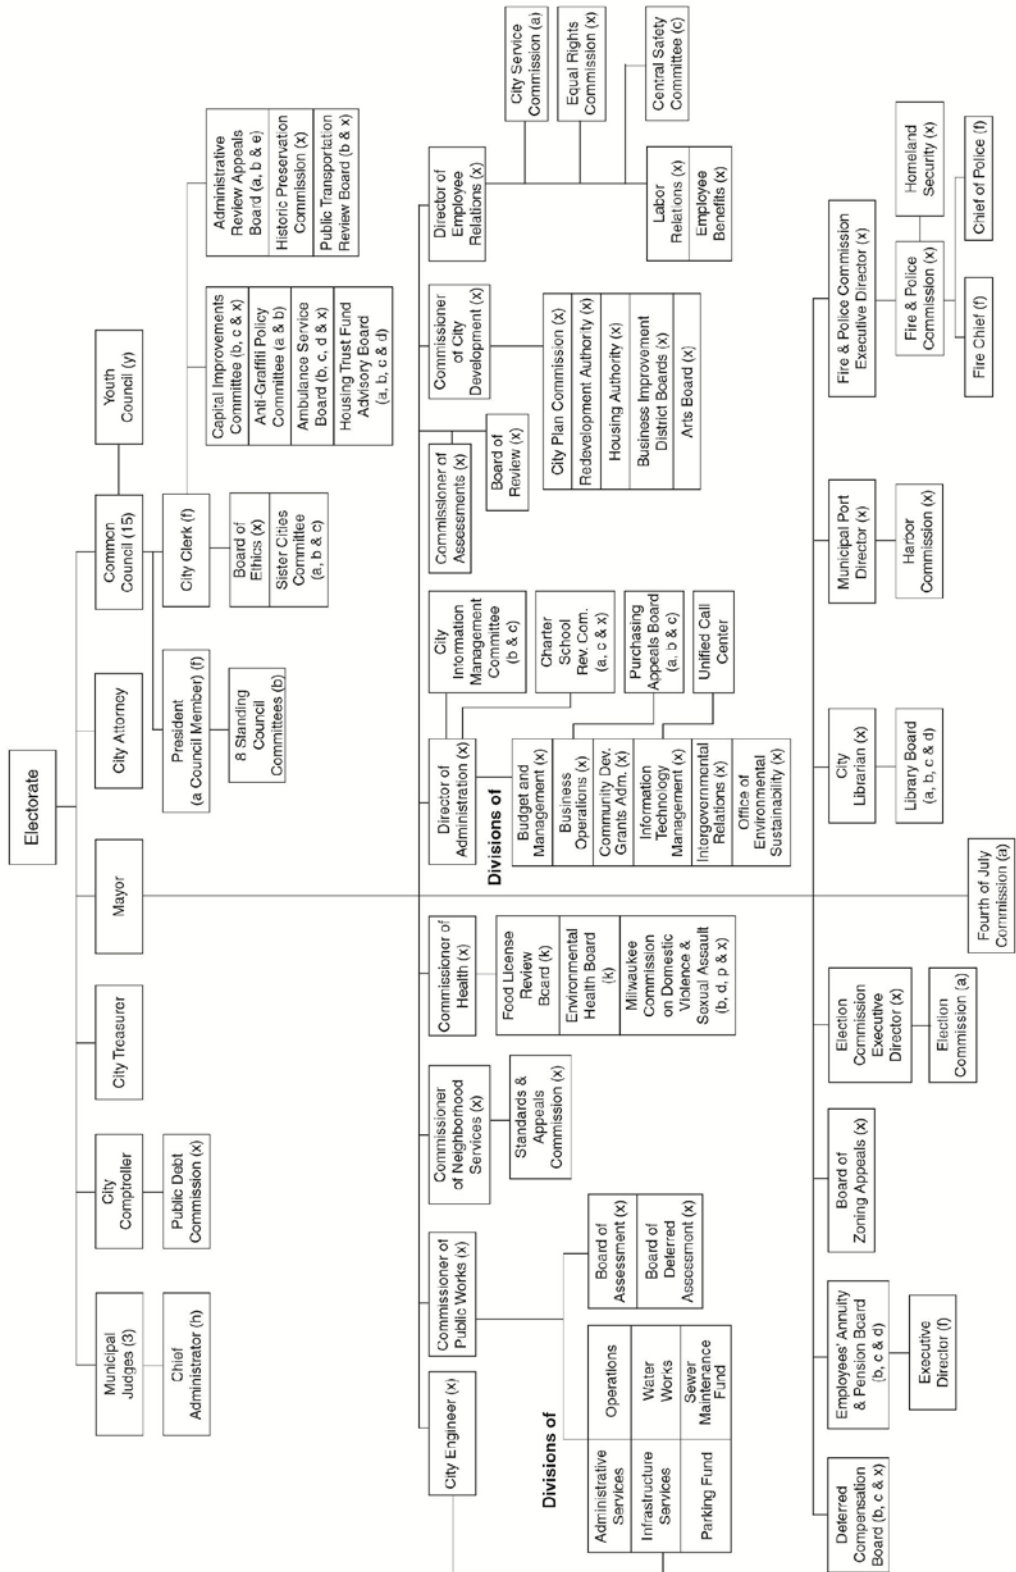 Electorate
Municipal
Judges (3)
Chief
Administrator (h)
City
Comptroller
Public Debt
Commission (x)
City Treasurer
Mayor
City Attorney
Common
Council (15)
Youth
Council (y)
President
(a Council Member) (f)
8 Standing
Council
Committees (b)
City Clerk (f)
Board of
Ethics (x)
Sister Cities
Committee
(a, b & c)
Capital Improvements
Committee (b, c & x)
Anti-Graffiti Policy
Committee (a & b)
Ambulance Service
Board (b, c, d & x)
Housing Trust Fund
Advisory Board
(a, b, c & d)
Administrative
Review Appeals
Board (a, b & e)
Historic Preservation
Commission (x)
Public Transportation
Review Board (b & x)
City Engineer (x)
Commissioner of
Public Works (x)
Divisions of
Administrative
Services
Operations
Infrastructure
Services
Water
Works
Parking Fund
Sewer
Maintenance
Fund
Board of
Assessment (x)
Board of
Deferred
Assessment (x)
Commissioner
of Neighborhood
Services (x)
Standards &
Appeals
Commission (x)
Commissioner of
Health (x)
Food License
Review
Board (k)
Environmental
Health Board
(k)
Milwaukee
Commission
on Domestic
Violence &
Sexual Assault
(b, d, p & x)
Director of
Administration (x)
Divisions of
Budget and
Management (x)
Business
Operations (x)
Community Dev.
Grants Adm. (x)
Information
Technology
Management (x)
Intergovernmental
Relations (x)
Office of
Environmental
Sustainability (x)
City
Information
Management
Committee
(b & c)
Charter
School
Rev. Com.
(a, c & x)
Purchasing
Appeals Board
(a, b & c)
Unified Call
Center
Commissioner of
Assessments (x)
Board of
Review (x)
Commissioner
of City
Development (x)
City Plan Commission (x)
Redevelopment Authority (x)
Housing Authority (x)
Business Improvement
District Boards (x)
Arts Board (x)
Director of
Employee
Relations (x)
City Service
Commission (a)
Equal Rights
Commission (x)
Central Safety
Committee (c)
Labor
Relations (x)
Employee
Benefits (x)
Deferred
Compensation
Board (b, c & x)
Employees' Annuity
& Pension Board
(b, c & d)
Executive
Director (f)
Board of
Zoning Appeals (x)
Election
Commission
Executive
Director (x)
Election
Commission (a)
Fourth of July
Commission (a)
City
Librarian (x)
Library Board
(a, b, c & d)
Municipal Port
Director (x)
Harbor
Commission (x)
Fire & Police Commission
Executive Director (x)
Fire & Police
Commission (x)
Homeland
Security (x)
Fire Chief (f)
Chief of Police (f)